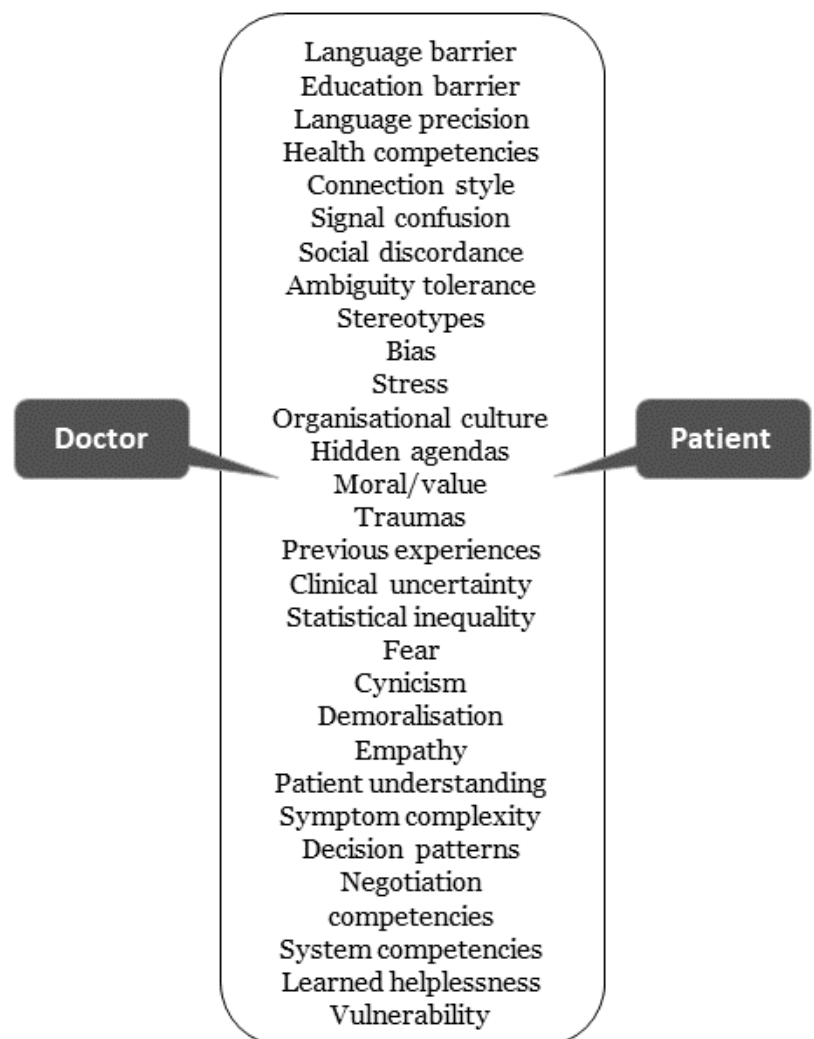 Language barrier
Education barrier
Language precision
Health competencies
Connection style
Signal confusion
Social discordance
Ambiguity tolerance
Stereotypes
Bias
Stress
Organisational culture
Hidden agendas
Moral/value
Traumas
Previous experiences
Clinical uncertainty
Statistical inequality
Fear
Cynicism
Demoralisation
Empathy
Patient understanding
Symptom complexity
Decision patterns
Negotiation
competencies
System competencies
Learned helplessness
Vulnerability
Doctor
Patient